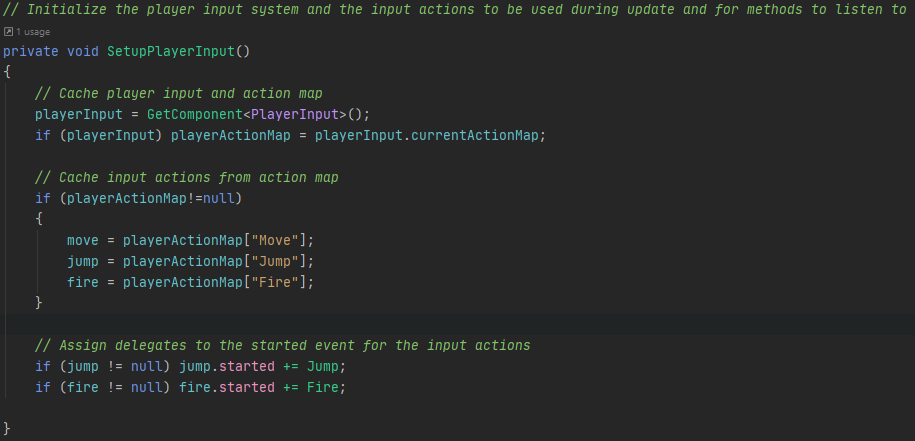 // Initialize the player input system and the input actions to be used during update and for methods to listen to
1 usage
private void SetupPlayerInput()
{
    // Cache player input and action map
    playerInput = GetComponent<PlayerInput>();
    if (playerInput) playerActionMap = playerInput.currentActionMap;

    // Cache input actions from action map
    if (playerActionMap!=null)
    {
        move = playerActionMap["Move"];
        jump = playerActionMap["Jump"];
        fire = playerActionMap["Fire"];
    }

    // Assign delegates to the started event for the input actions
    if (jump != null) jump.started += Jump;
    if (fire != null) fire.started += Fire;

}